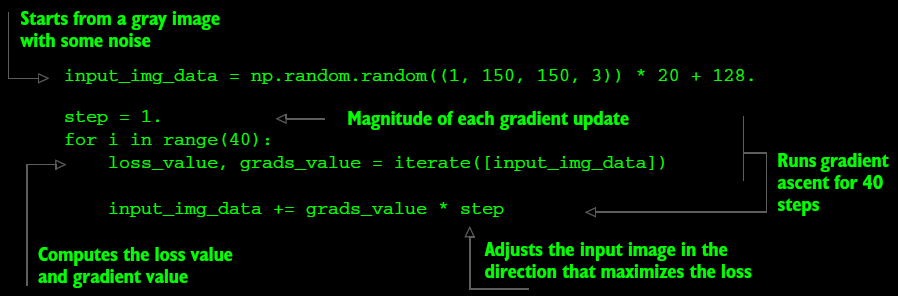 Starts from a gray image
with some noise
input_img_data = np.random.random((1, 150, 150, 3)) * 20 + 128.
step = 1.
Magnitude of each gradient update
for i in range(40):
loss_value, grads_value = iterate([input_img_data])
Runs gradient
ascent for 40
steps
input_img_data += grads_value * step
Computes the loss value
and gradient value
Adjusts the input image in the
direction that maximizes the loss